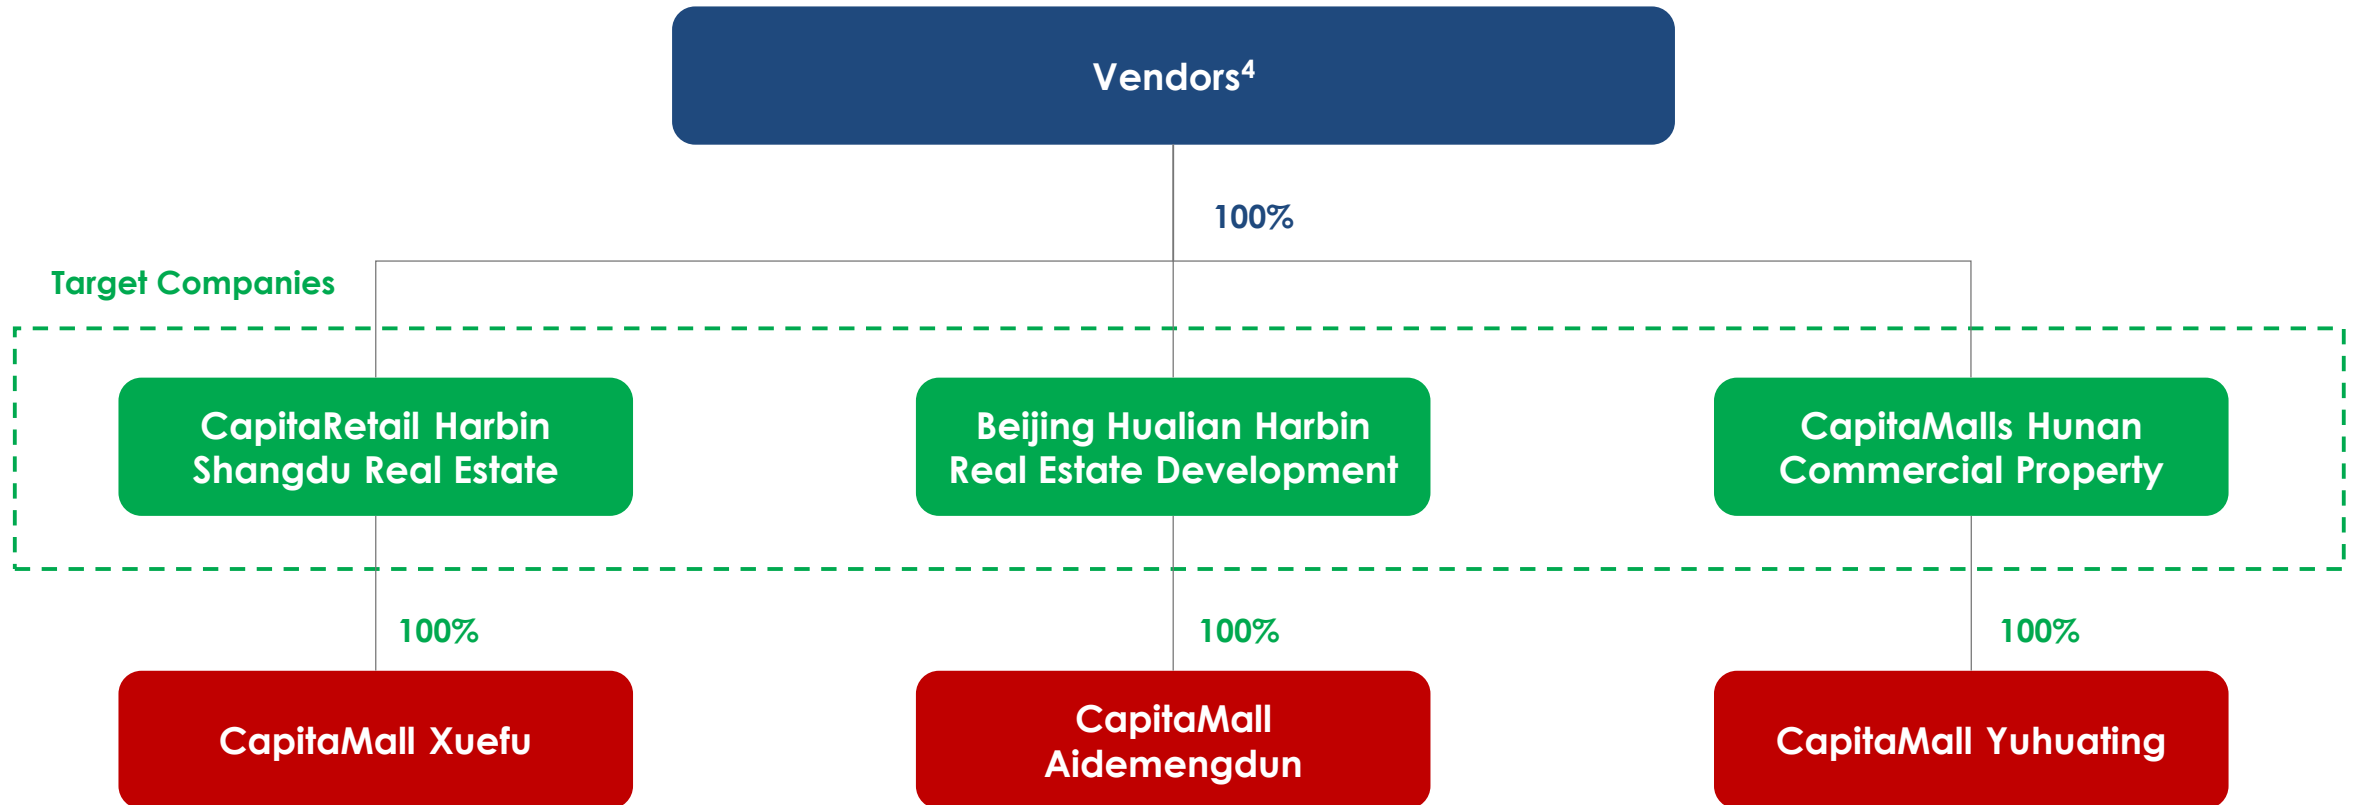 Vendors⁴
100%
Target Companies
CapitaRetail Harbin
Shangdu Real Estate
Beijing Hualian Harbin
Real Estate Development
CapitaMalls Hunan
Commercial Property
100%
100%
100%
CapitaMall Xuefu
CapitaMall
Aidemengdun
CapitaMall Yuhuating